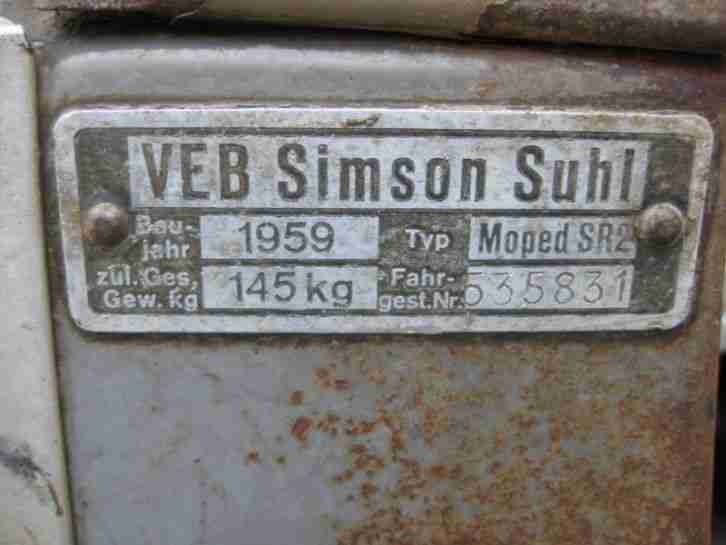 VEB Simson Suhl
Bau-
jahr 1959 Typ Moped SR2
zul. Ges. Fahr-
Gew. kg 145 kg gest.Nr. 535831